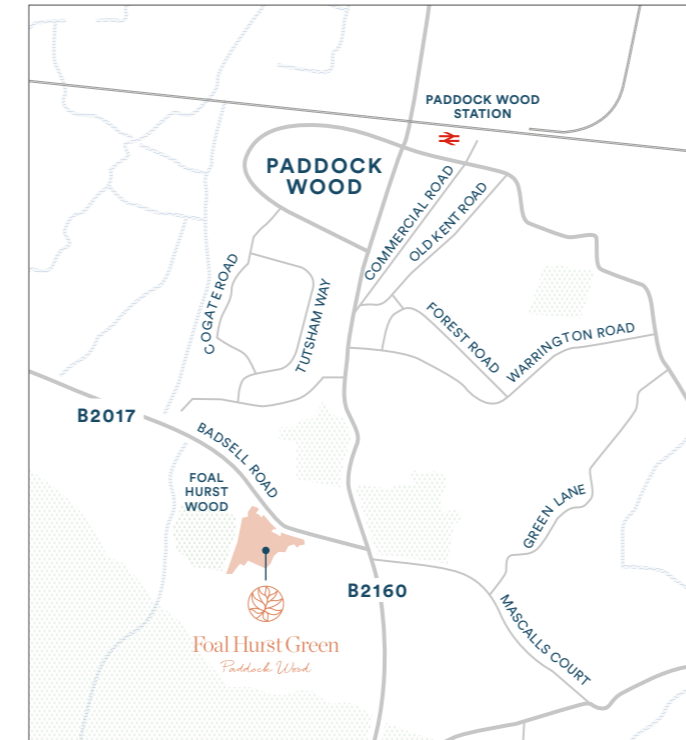 PADDOCK WOOD
STATION
PADDOCK
WOOD
COMMERCIAL ROAD
OLD KENT ROAD
COGATE ROAD
TUTSHAM WAY
FOREST ROAD
WARRINGTON ROAD
B2017
BADSELL ROAD
FOAL
HURST
WOOD
GREEN LANE
B2160
MASCALLS COURT
Foal Hurst Green
Paddock Wood